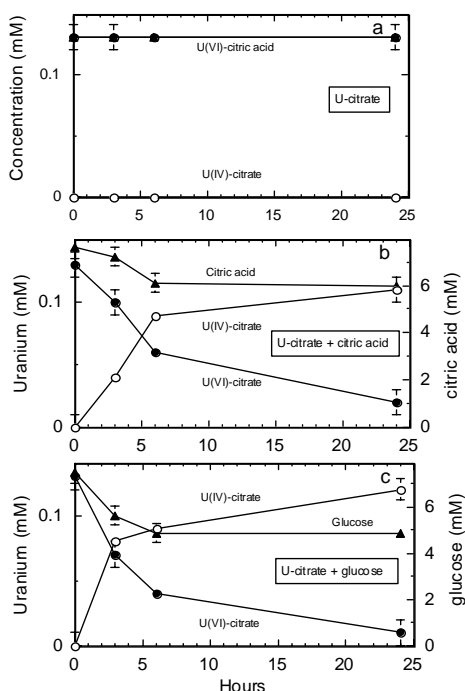 a
Concentration (mM)
0.1
0
U(VI)-citric acid
U-citrate
U(IV)-citrate
0 5 10 15 20 25
b
Uranium (mM)
0.1
0
Citric acid
U(IV)-citrate
U-citrate + citric acid
U(VI)-citrate
6
4
2
0
citric acid (mM)
0 5 10 15 20 25
c
Uranium (mM)
0.1
0
U(IV)-citrate
Glucose
U-citrate + glucose
U(VI)-citrate
6
4
2
0
glucose (mM)
0 5 10 15 20 25
Hours